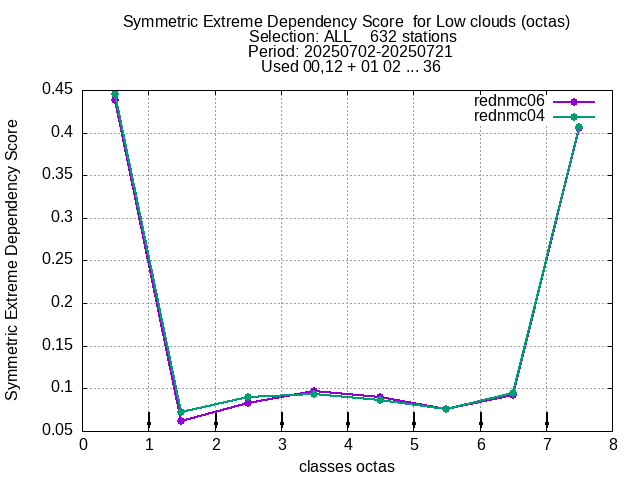 Symmetric Extreme Dependency Score  for Low clouds (octas)
Selection: ALL    632 stations
Period: 20250702-20250721
Used 00,12 + 01 02 ... 36
rednmc06
rednmc04
0.45
0.4
0.35
0.3
0.25
0.2
0.15
0.1
0.05
Symmetric Extreme Dependency Score
0 1 2 3 4 5 6 7 8
classes octas